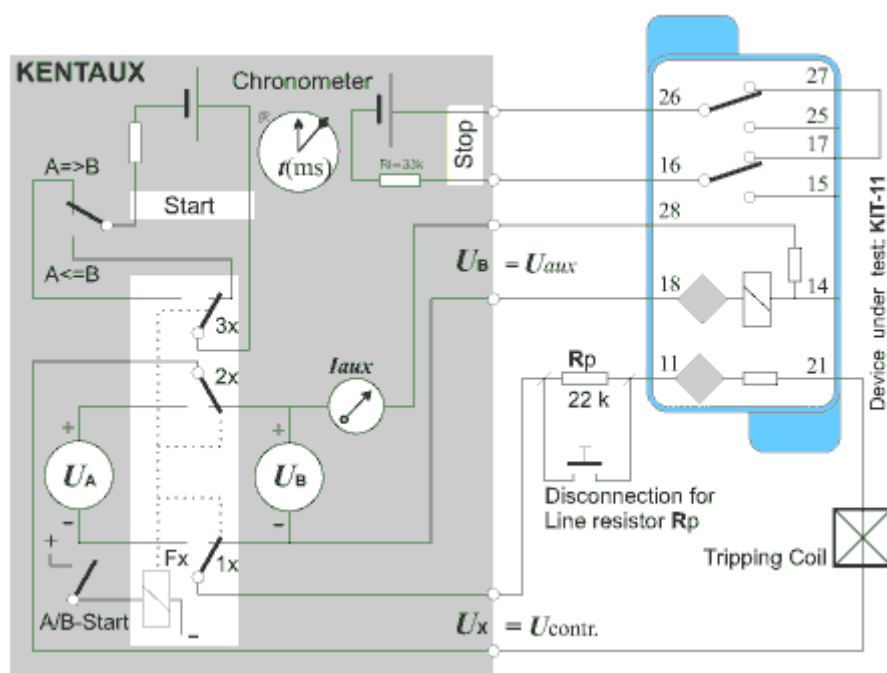 KENTAUX
Chronometer
(R)
t(ms)
Ri=33k
Stop
A=>B
Start
A<=B
3x
2x
Iaux
+
+
UA
UB
-
-
+
Fx
1x
A/B-Start
-
UB = Uaux
UX = Ucontr.
26
27
25
17
16
15
28
18
14
11
21
Rp
22 k
Disconnection for
Line resistor Rp
Tripping Coil
Device under test: KIT-11